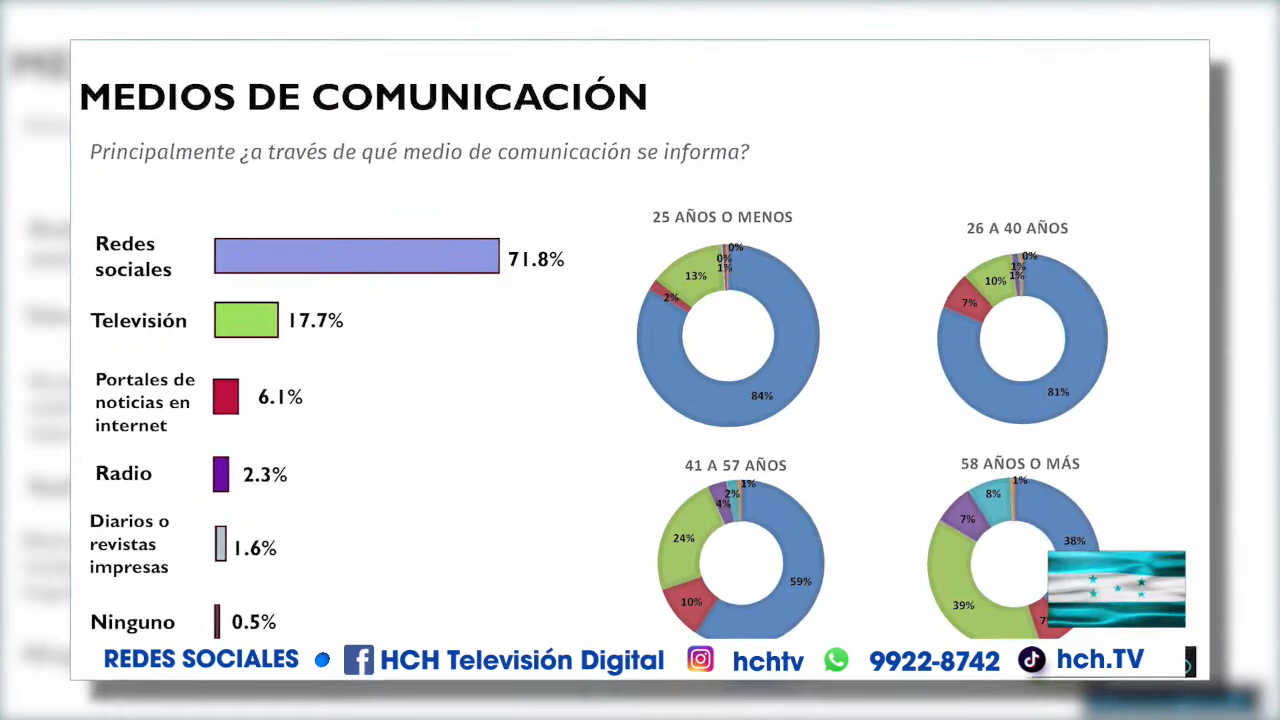 MEDIOS DE COMUNICACIÓN
Principalmente ¿a través de qué medio de comunicación se informa?
Redes
sociales
71.8%
Televisión
17.7%
Portales de
noticias en
internet
6.1%
Radio
2.3%
Diarios o
revistas
impresas
1.6%
Ninguno
0.5%
25 AÑOS O MENOS
0%
0%
1%
13%
2%
84%
26 A 40 AÑOS
0%
1%
1%
10%
7%
81%
41 A 57 AÑOS
1%
2%
4%
24%
59%
10%
58 AÑOS O MÁS
1%
8%
7%
38%
39%
REDES SOCIALES
HCH Televisión Digital
hchtv
9922-8742
hch.TV